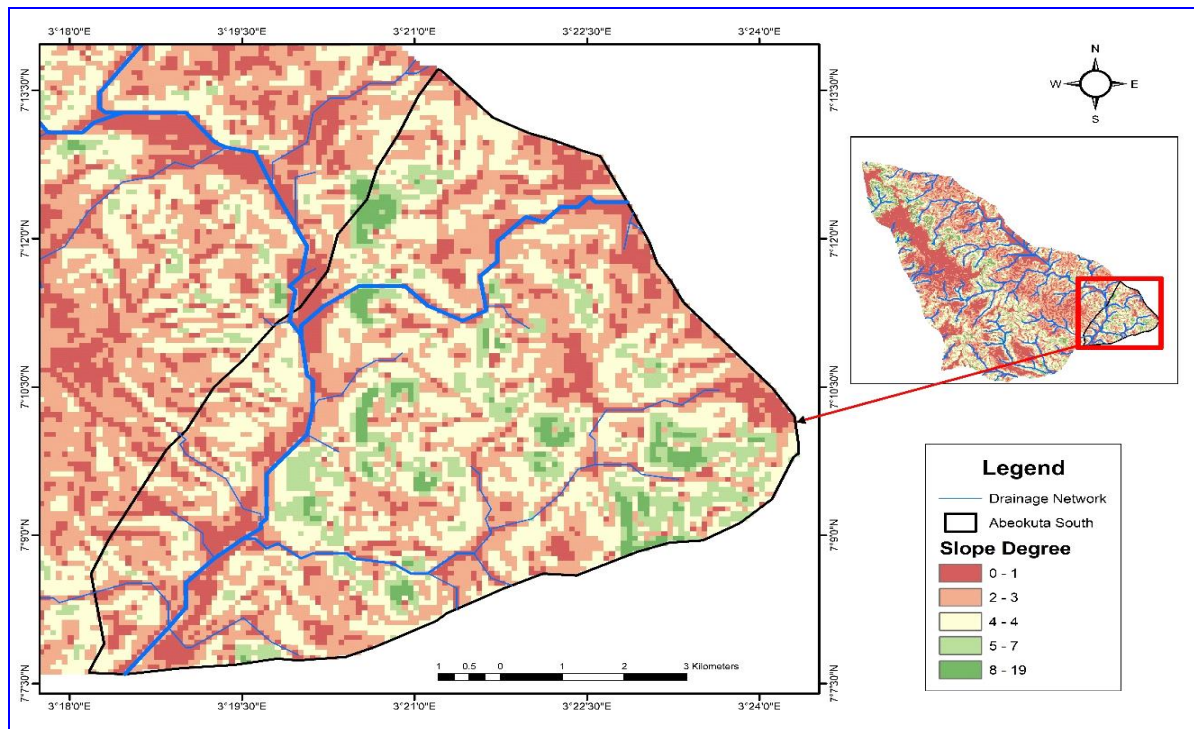 3°18'0"E 3°19'30"E 3°21'0"E 3°22'30"E 3°24'0"E
N
W E
S
7°13'30"N 7°13'30"N
7°12'0"N 7°12'0"N
7°10'30"N 7°10'30"N
7°9'0"N 7°9'0"N
7°7'30"N 7°7'30"N
Legend
Drainage Network
Abeokuta South
Slope Degree
0 - 1
2 - 3
4 - 4
5 - 7
8 - 19
1 0.5 0 1 2 3 Kilometers
3°18'0"E 3°19'30"E 3°21'0"E 3°22'30"E 3°24'0"E